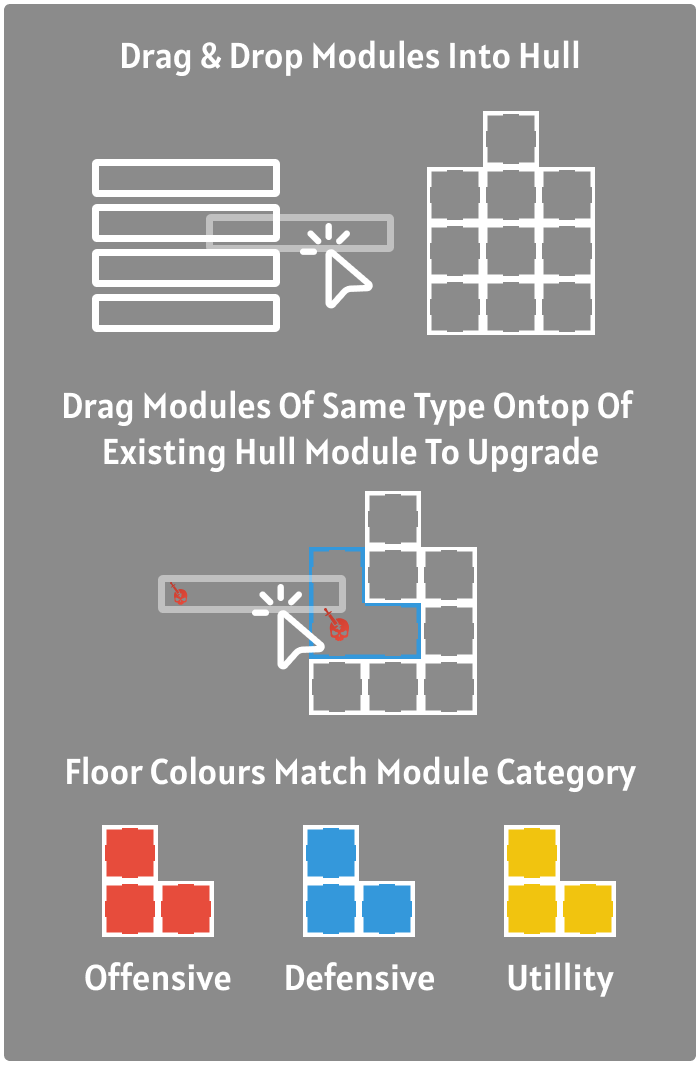 Drag & Drop Modules Into Hull
Drag Modules Of Same Type Ontop Of
Existing Hull Module To Upgrade
Floor Colours Match Module Category
Offensive
Defensive
Utillity